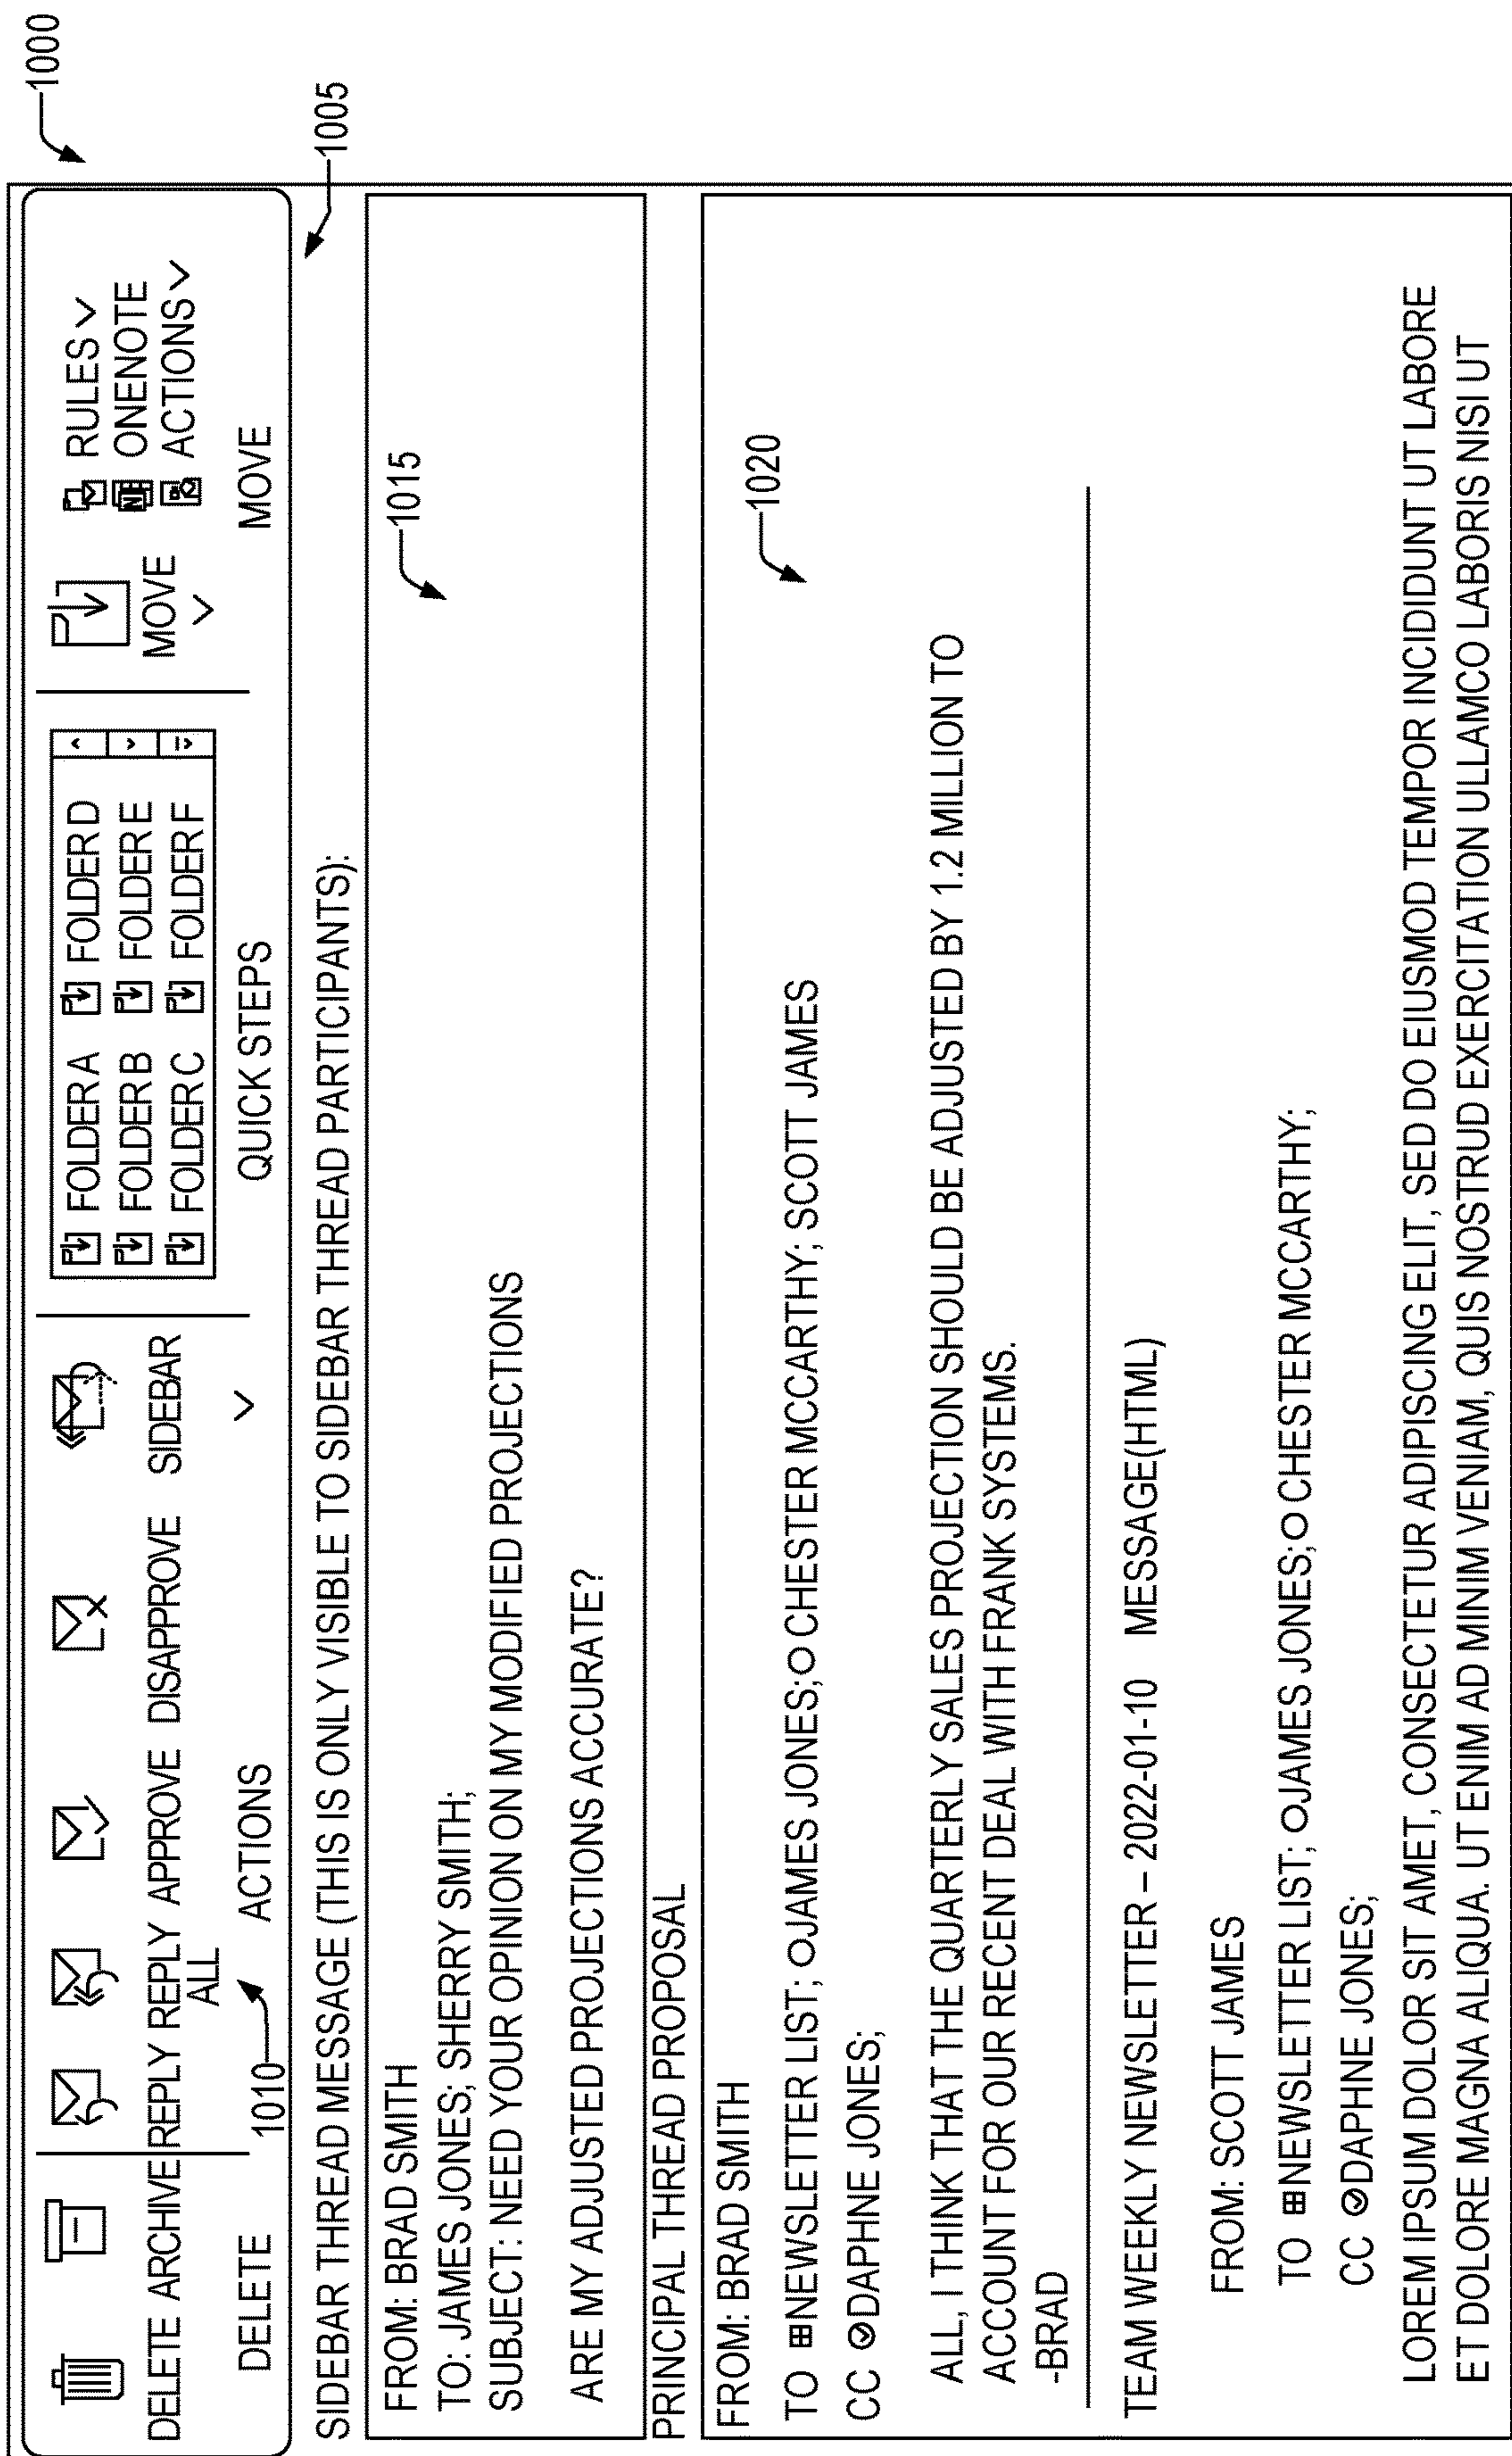 1000
DELETE ARCHIVE REPLY REPLY ALL APPROVE DISAPPROVE SIDEBAR
FOLDER A FOLDER D
FOLDER B FOLDER E
FOLDER C FOLDER F
MOVE
RULES
ONENOTE
ACTIONS
DELETE 1010 ACTIONS QUICK STEPS MOVE
1005
SIDEBAR THREAD MESSAGE (THIS IS ONLY VISIBLE TO SIDEBAR THREAD PARTICIPANTS):
1015
FROM: BRAD SMITH
TO: JAMES JONES; SHERRY SMITH;
SUBJECT: NEED YOUR OPINION ON MY MODIFIED PROJECTIONS
ARE MY ADJUSTED PROJECTIONS ACCURATE?
PRINCIPAL THREAD PROPOSAL
FROM: BRAD SMITH
1020
TO NEWSLETTER LIST; JAMES JONES; CHESTER MCCARTHY; SCOTT JAMES
CC DAPHNE JONES;
ALL, I THINK THAT THE QUARTERLY SALES PROJECTION SHOULD BE ADJUSTED BY 1.2 MILLION TO
ACCOUNT FOR OUR RECENT DEAL WITH FRANK SYSTEMS.
-BRAD
TEAM WEEKLY NEWSLETTER – 2022-01-10 MESSAGE(HTML)
FROM: SCOTT JAMES
TO NEWSLETTER LIST; JAMES JONES; CHESTER MCCARTHY;
CC DAPHNE JONES;
LOREM IPSUM DOLOR SIT AMET, CONSECTETUR ADIPISCING ELIT, SED DO EIUSMOD TEMPOR INCIDIDUNT UT LABORE
ET DOLORE MAGNA ALIQUA. UT ENIM AD MINIM VENIAM, QUIS NOSTRUD EXERCITATION ULLAMCO LABORIS NISI UT